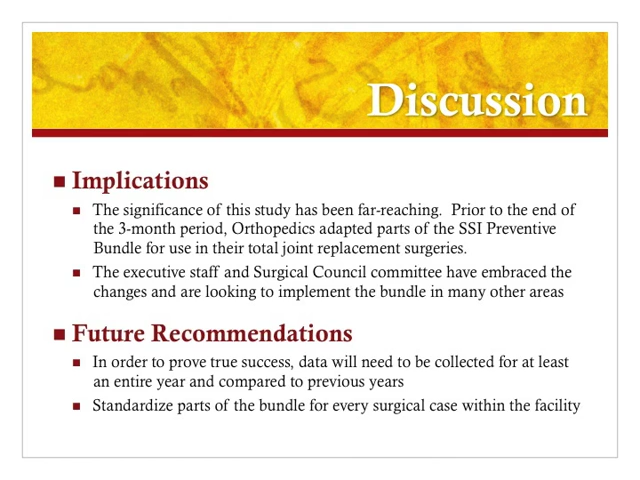 Discussion
Implications
The significance of this study has been far-reaching.  Prior to the end of
the 3-month period, Orthopedics adapted parts of the SSI Preventive
Bundle for use in their total joint replacement surgeries.
The executive staff and Surgical Council committee have embraced the
changes and are looking to implement the bundle in many other areas
Future Recommendations
In order to prove true success, data will need to be collected for at least
an entire year and compared to previous years
Standardize parts of the bundle for every surgical case within the facility